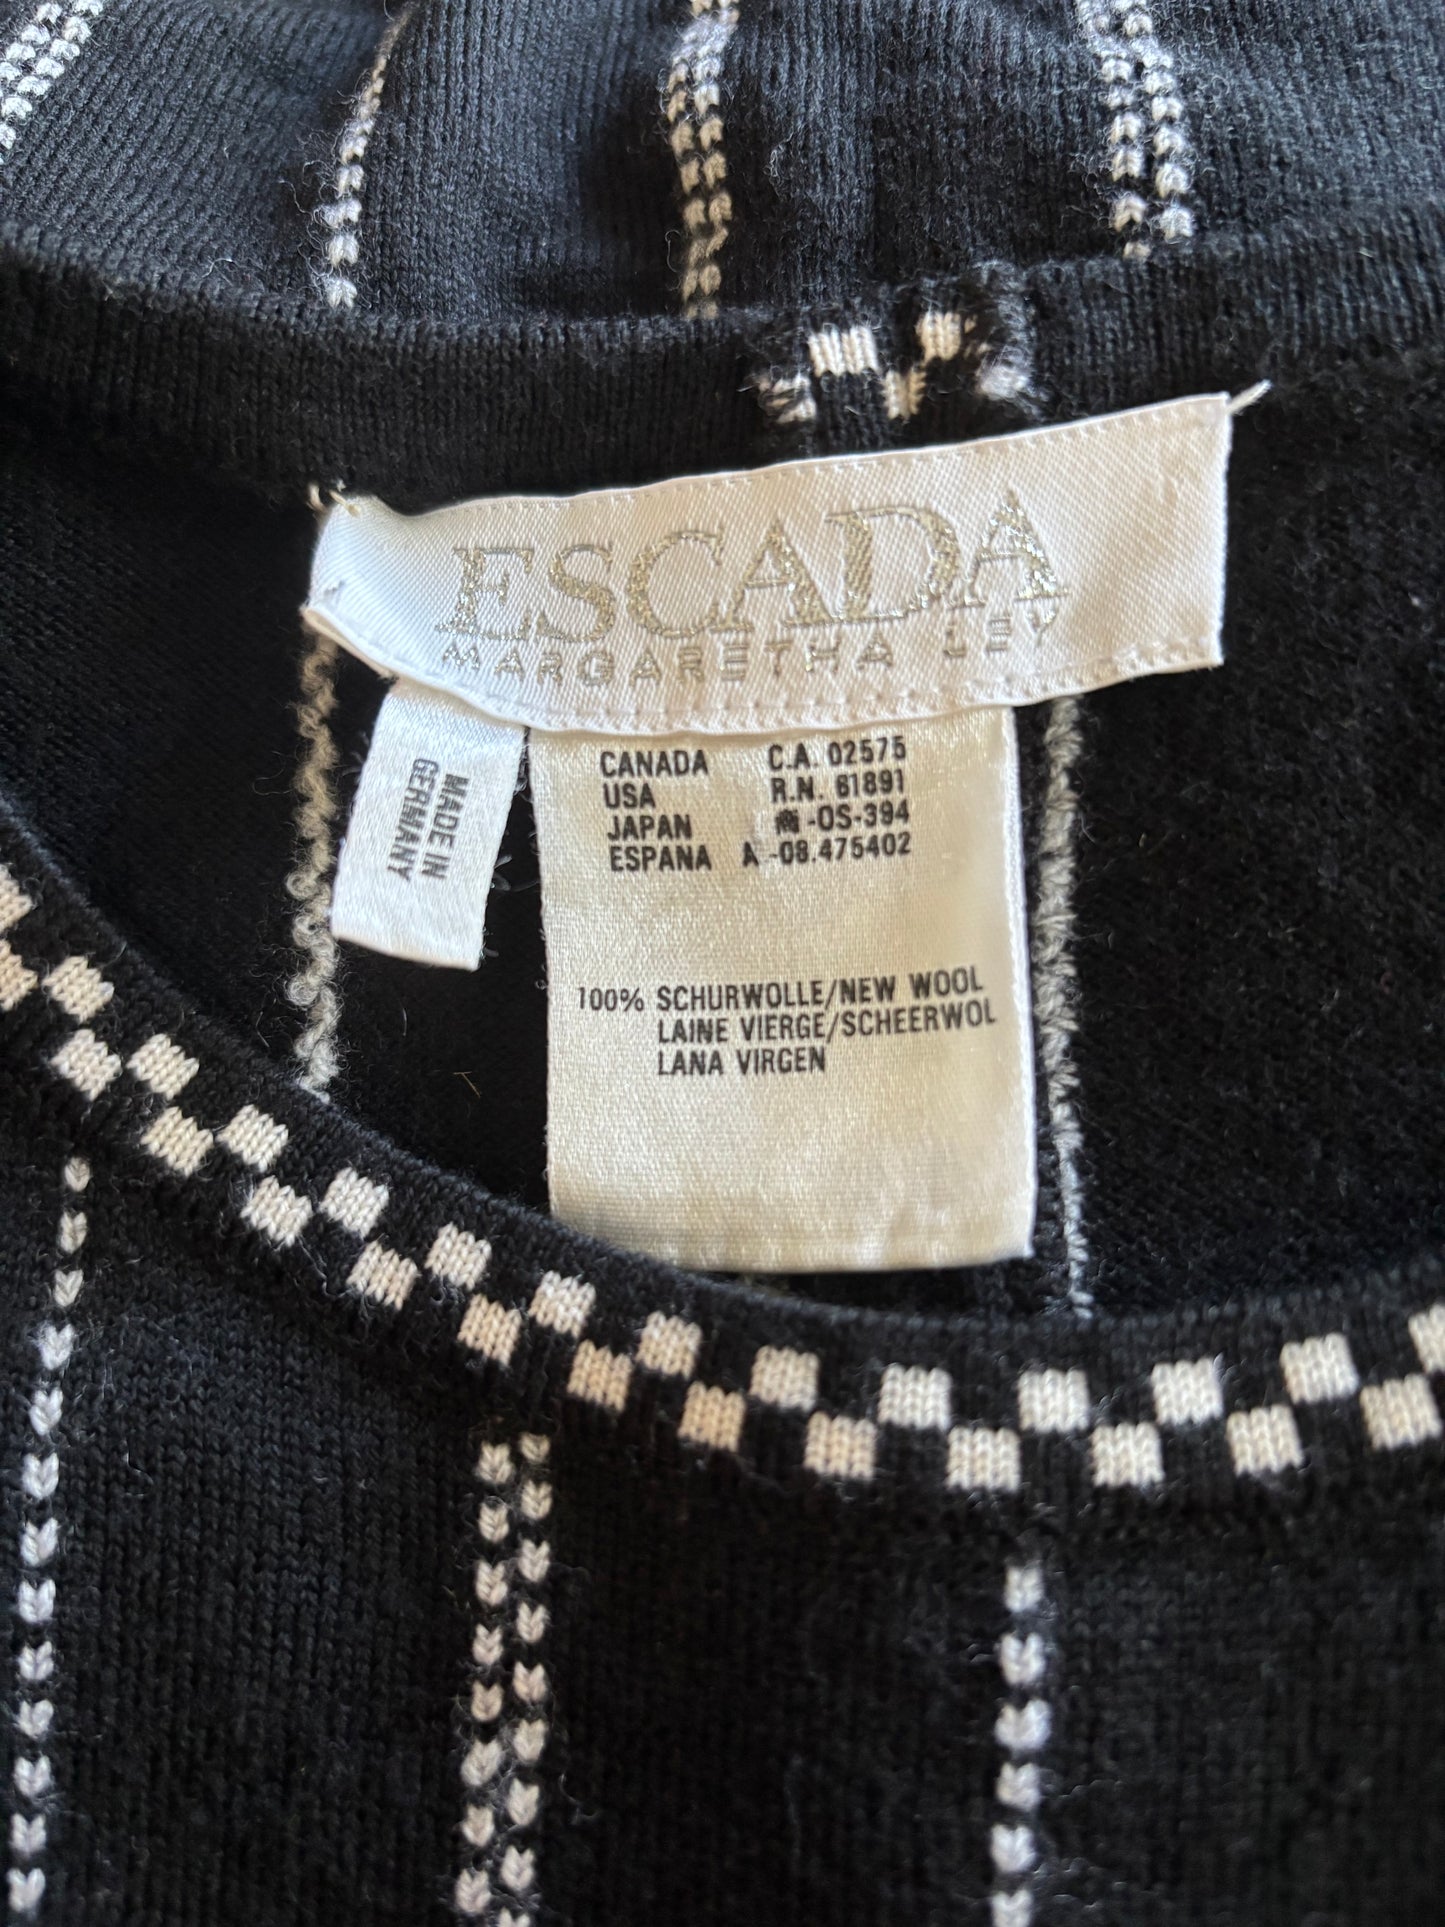 ESCADA
MARGARETHA LEY
MADE IN
GERMANY
CANADA C.A. 02575
USA R.N. 61891
JAPAN -OS-394
ESPANA A -08.475402
100% SCHURWOLLE/NEW WOOL
LAINE VIERGE/SCHEERWOL
LANA VIRGEN